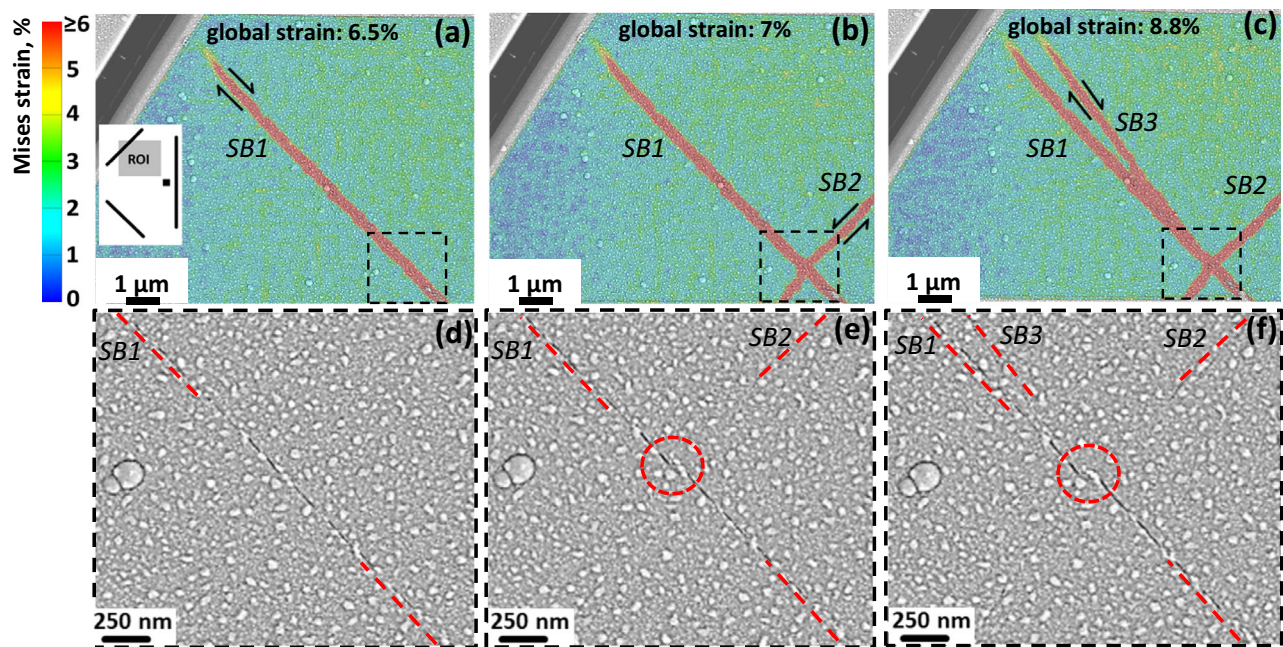 Mises strain, %
≥6
5
4
3
2
1
0
global strain: 6.5%
(a)
SB1
ROI
1 µm
global strain: 7%
(b)
SB1
SB2
1 µm
global strain: 8.8%
(c)
SB1
SB3
SB2
1 µm
(d)
SB1
250 nm
(e)
SB1
SB2
250 nm
(f)
SB1
SB3
SB2
250 nm